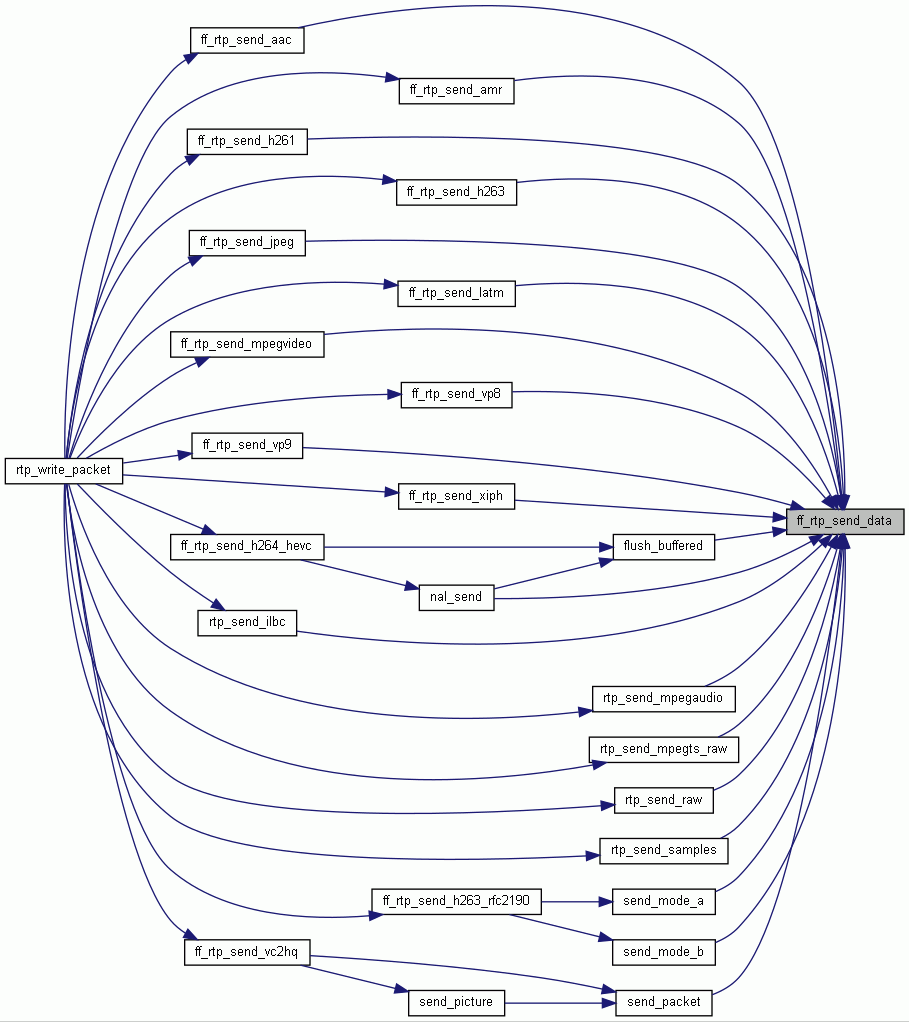 ff_rtp_send_aac
ff_rtp_send_amr
ff_rtp_send_h261
ff_rtp_send_h263
ff_rtp_send_jpeg
ff_rtp_send_latm
ff_rtp_send_mpegvideo
ff_rtp_send_vp8
ff_rtp_send_vp9
rtp_write_packet
ff_rtp_send_xiph
ff_rtp_send_data
ff_rtp_send_h264_hevc
flush_buffered
nal_send
rtp_send_ilbc
rtp_send_mpegaudio
rtp_send_mpegts_raw
rtp_send_raw
rtp_send_samples
ff_rtp_send_h263_rfc2190
send_mode_a
ff_rtp_send_vc2hq
send_mode_b
send_picture
send_packet